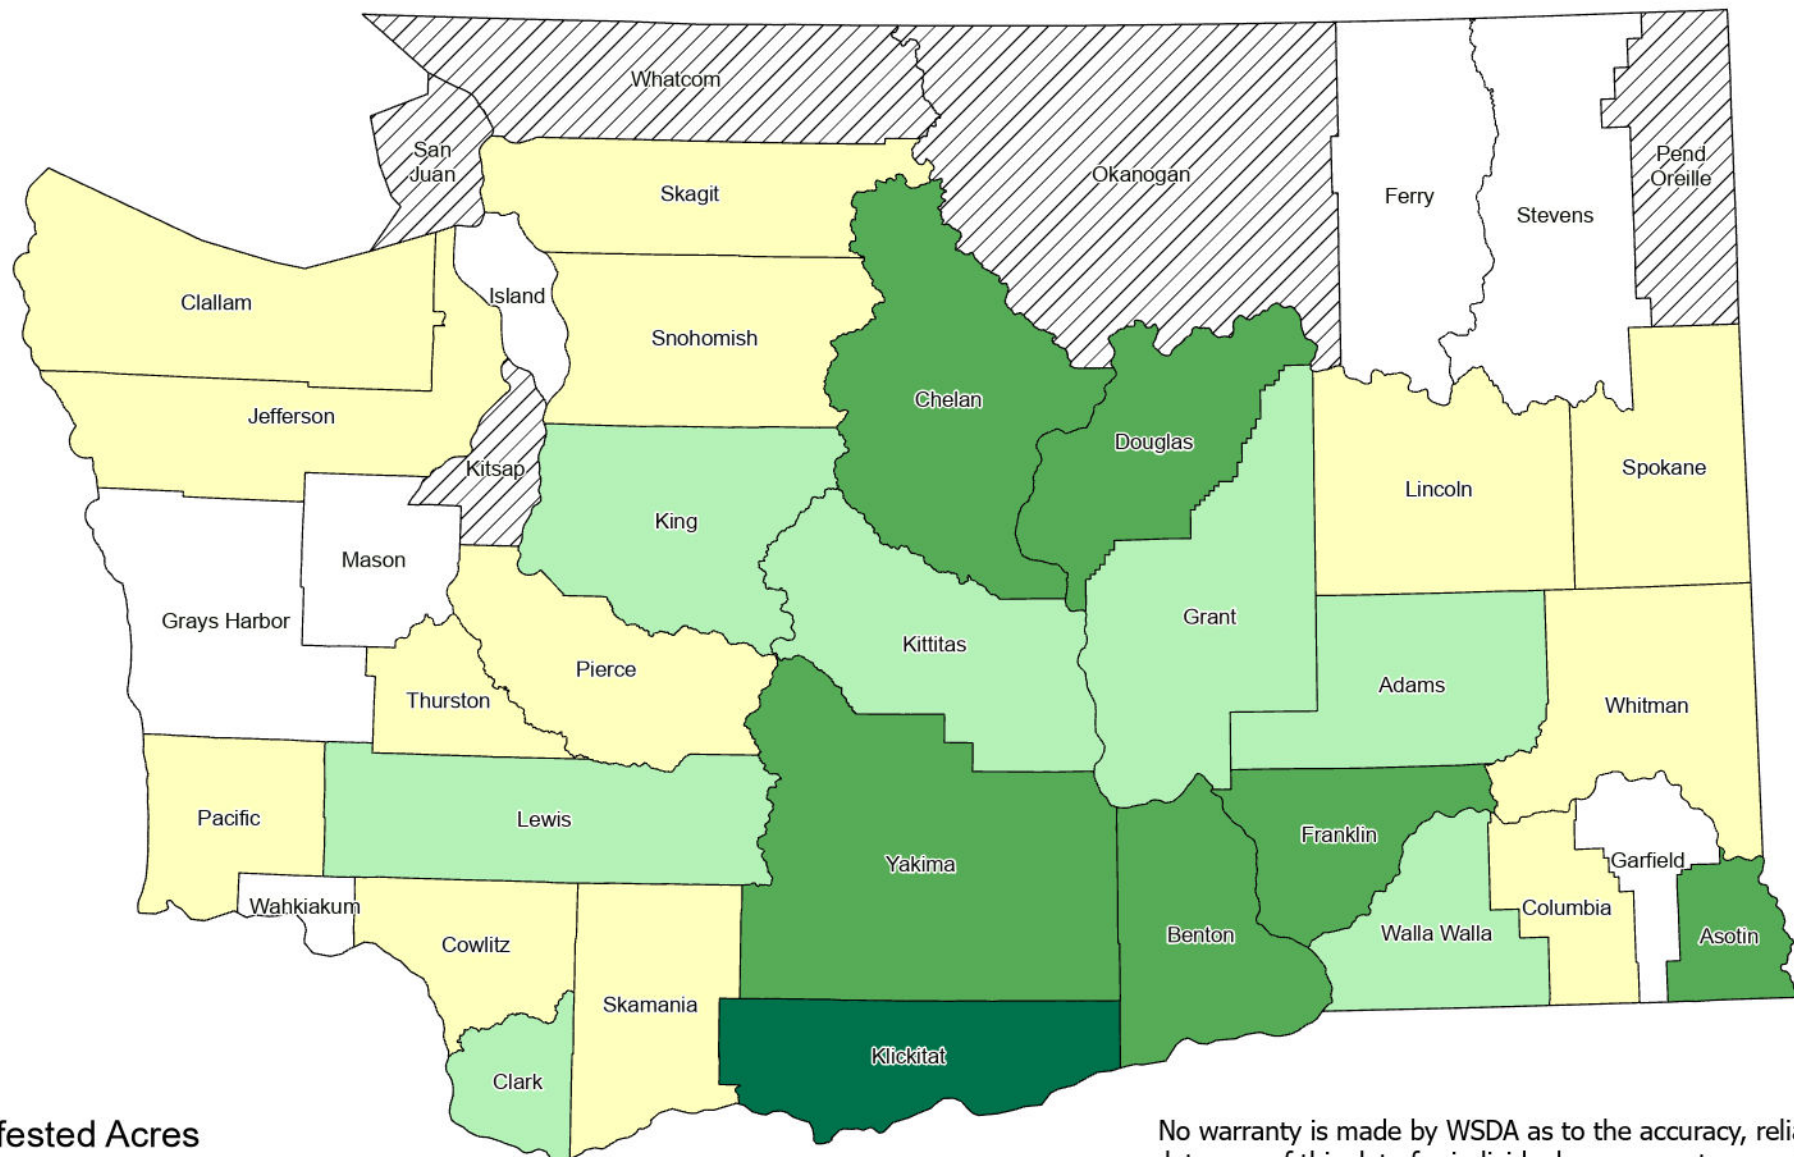 Whatcom
San
Juan
Okanogan
Pend
Oreille
Skagit
Ferry
Stevens
Clallam
Island
Snohomish
Chelan
Jefferson
Douglas
Kitsap
Lincoln
Spokane
King
Mason
Grays Harbor
Grant
Kittitas
Pierce
Adams
Thurston
Whitman
Pacific
Lewis
Franklin
Yakima
Garfield
Wahkiakum
Columbia
Cowlitz
Benton
Walla Walla
Asotin
Skamania
Klickitat
Clark
fested Acres
No warranty is made by WSDA as to the accuracy, relia